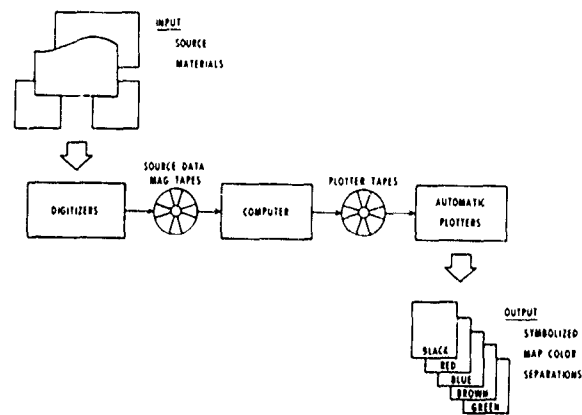 INPUT
SOURCE
MATERIALS
SOURCE DATA
MAG TAPES
PLOTTER TAPES
DIGITIZERS
COMPUTER
AUTOMATIC
PLOTTERS
OUTPUT
SYMBOLIZED
MAP COLOR
SEPARATIONS
BLACK
RED
BLUE
BROWN
GREEN